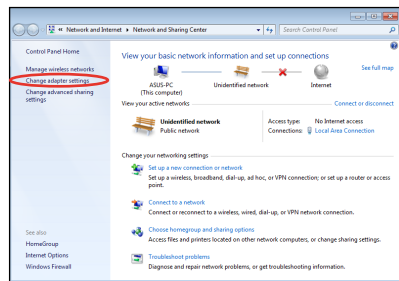 Network and Internet Network and Sharing Center Search Control Panel
Control Panel Home
Manage wireless networks
Change adapter settings
Change advanced sharing
settings
View your basic network information and set up connections
See full map
ASUS-PC
(This computer)
Unidentified network
Internet
View your active networks
Connect or disconnect
Unidentified network
Public network
Access type: No Internet access
Connections: Local Area Connection
Change your networking settings
Set up a new connection or network
Set up a wireless, broadband, dial-up, ad hoc, or VPN connection; or set up a router or access
point.
Connect to a network
Connect or reconnect to a wireless, wired, dial-up, or VPN network connection.
Choose homegroup and sharing options
Access files and printers located on other network computers, or change sharing settings.
Troubleshoot problems
Diagnose and repair network problems, or get troubleshooting information.
See also
HomeGroup
Internet Options
Windows Firewall